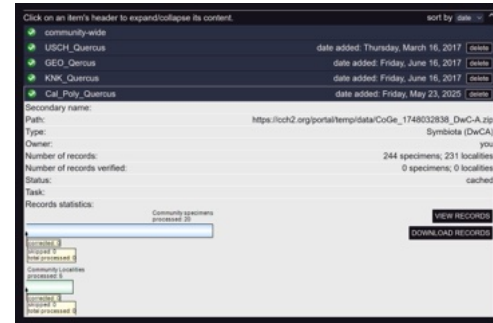 Click on an item's header to expand/collapse its content. sort by date
community-wide
USCH_Quercus date added: Thursday, March 16, 2017 delete
GEO_Qercus date added: Friday, June 16, 2017 delete
KNK_Quercus date added: Friday, June 16, 2017 delete
Cal_Poly_Quercus date added: Friday, May 23, 2025 delete
Secondary name:
Path: https://cch2.org/portal/temp/data/CoGe_1748032838_DwC-A.zip
Type: Symbiota (DwCA)
Owner: you
Number of records: 244 specimens; 231 localities
Number of records verified: 0 specimens; 0 localities
Status: cached
Task:
Records statistics:
Community specimens
processed: 20
VIEW RECORDS
DOWNLOAD RECORDS
corrected: 0
skipped: 0
total processed: 0
Community Localities
processed: 6
corrected: 0
skipped: 0
total processed: 0